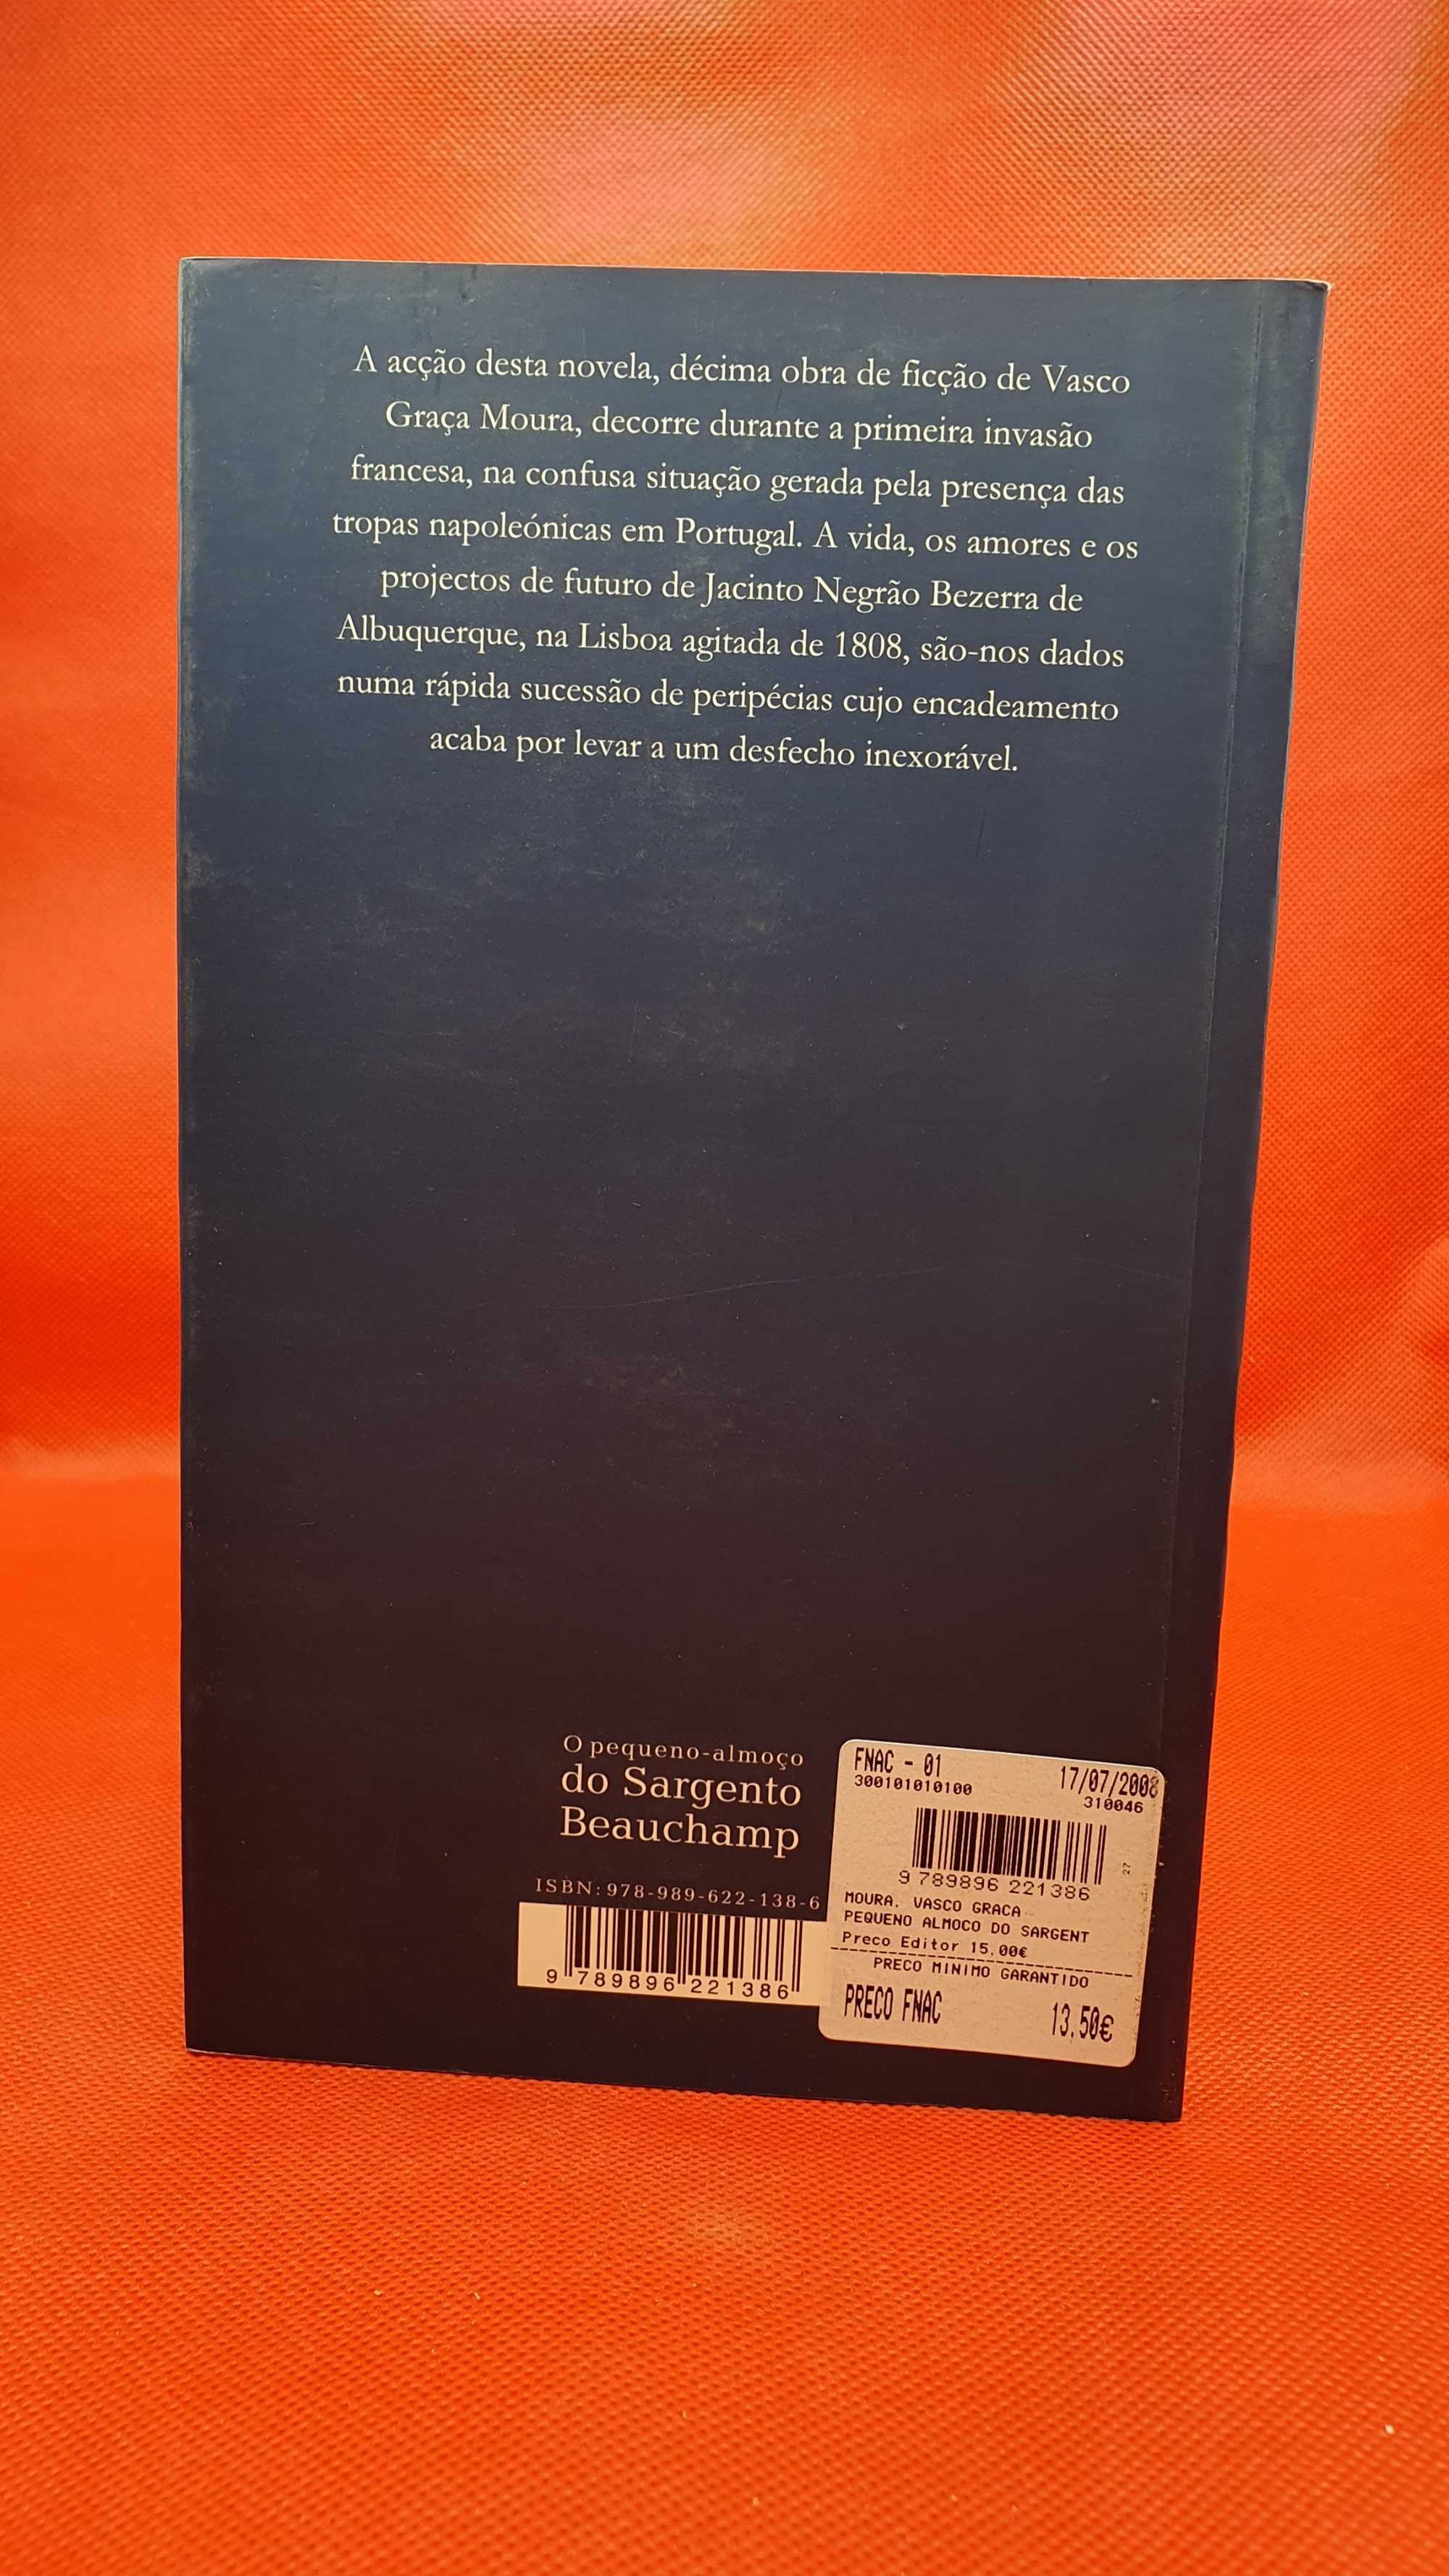 A acção desta novela, décima obra de ficção de Vasco
Graça Moura, decorre durante a primeira invasão
francesa, na confusa situação gerada pela presença das
tropas napoleónicas em Portugal. A vida, os amores e os
projectos de futuro de Jacinto Negrão Bezerra de
Albuquerque, na Lisboa agitada de 1808, são-nos dados
numa rápida sucessão de peripécias cujo encadeamento
acaba por levar a um desfecho inexorável.
O pequeno-almoço
do Sargento
Beauchamp
ISBN: 978-989-622-138-6
9 789896 221386
FNAC - 01 17/07/2008
300101010100 310046
27
9 789896 221386
MOURA, VASCO GRACA
PEQUENO ALMOCO DO SARGENT
Preco Editor 15,00€
PRECO MINIMO GARANTIDO
PRECO FNAC 13,50€